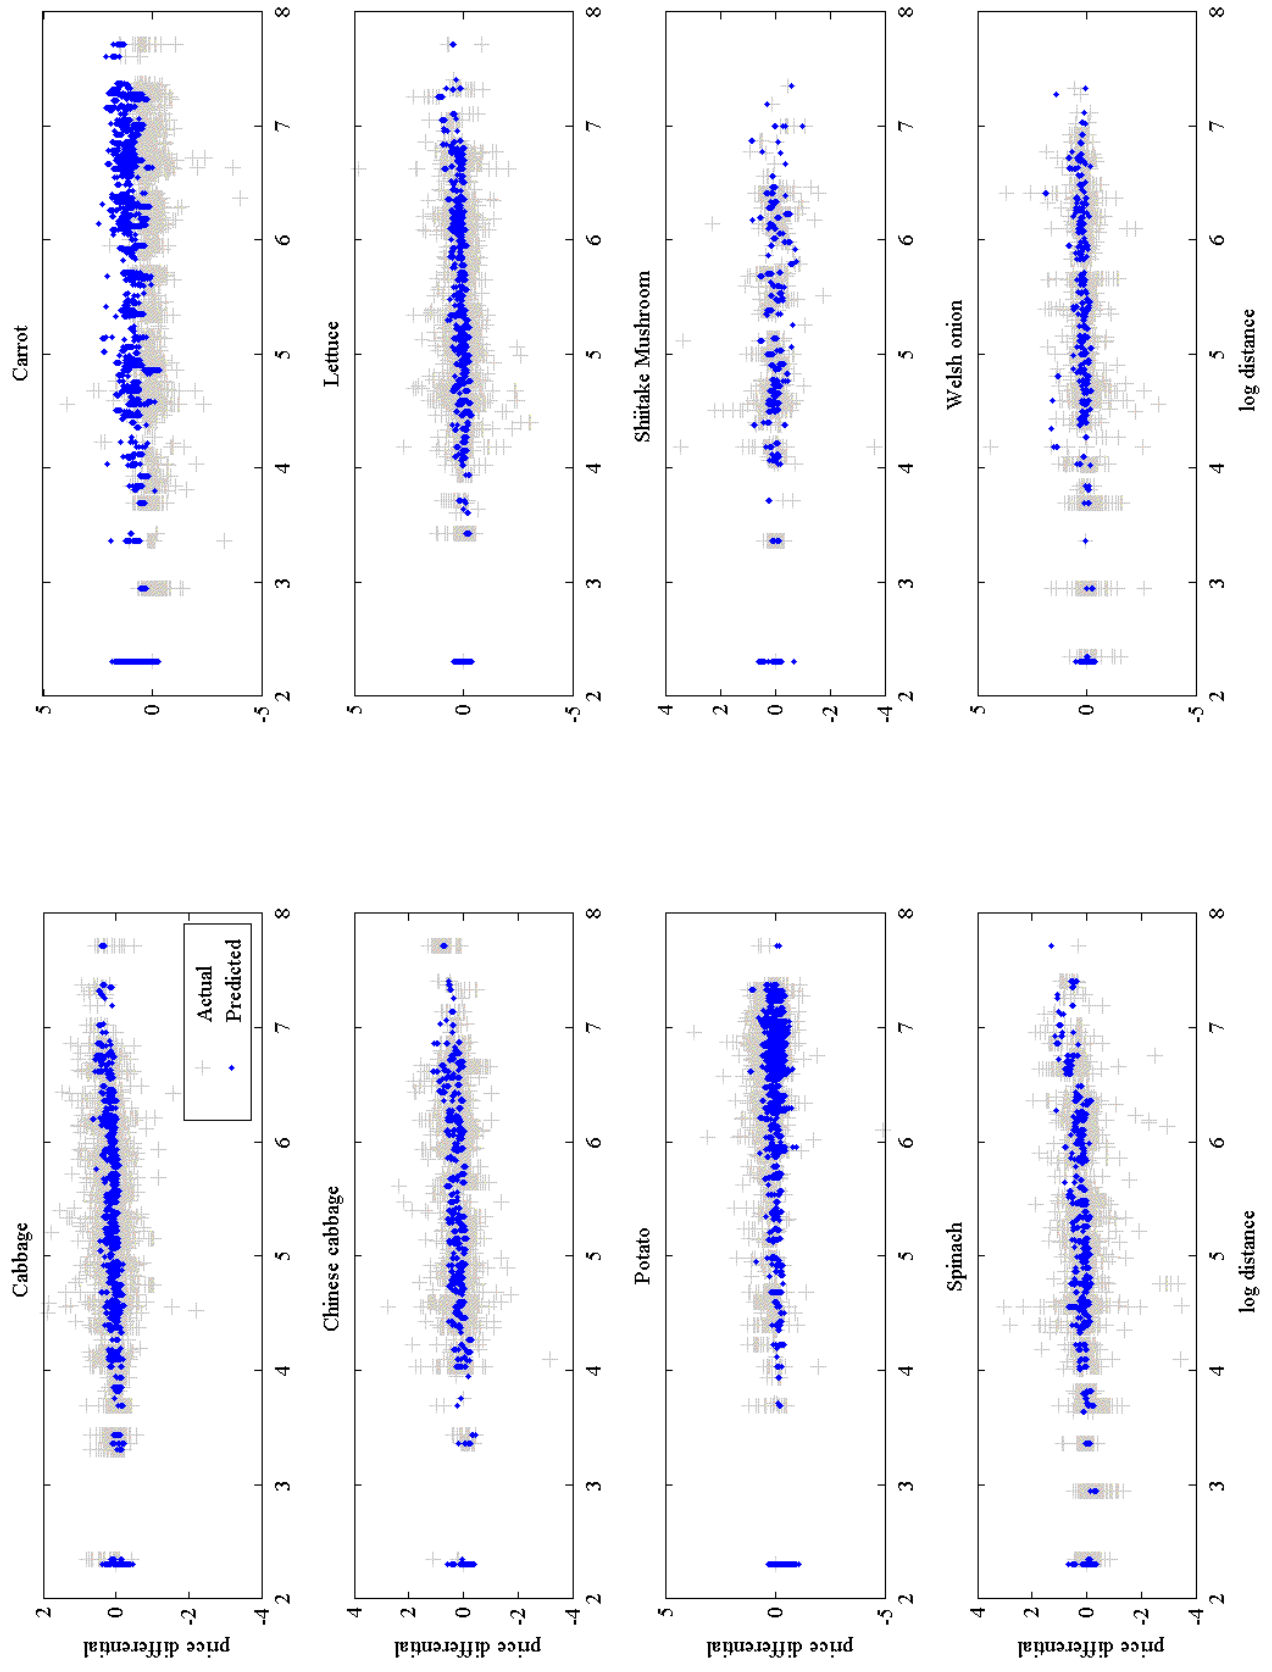 Cabbage
2
0
-2
-4
price differential
Actual
Predicted
2 3 4 5 6 7 8
Carrot
5
0
-5
2 3 4 5 6 7 8
Chinese cabbage
4
2
0
-2
-4
price differential
2 3 4 5 6 7 8
Lettuce
5
0
-5
2 3 4 5 6 7 8
Potato
5
0
-5
price differential
2 3 4 5 6 7 8
Shiitake Mushroom
4
2
0
-2
-4
2 3 4 5 6 7 8
Spinach
4
2
0
-2
-4
price differential
2 3 4 5 6 7 8
log distance
Welsh onion
5
0
-5
2 3 4 5 6 7 8
log distance